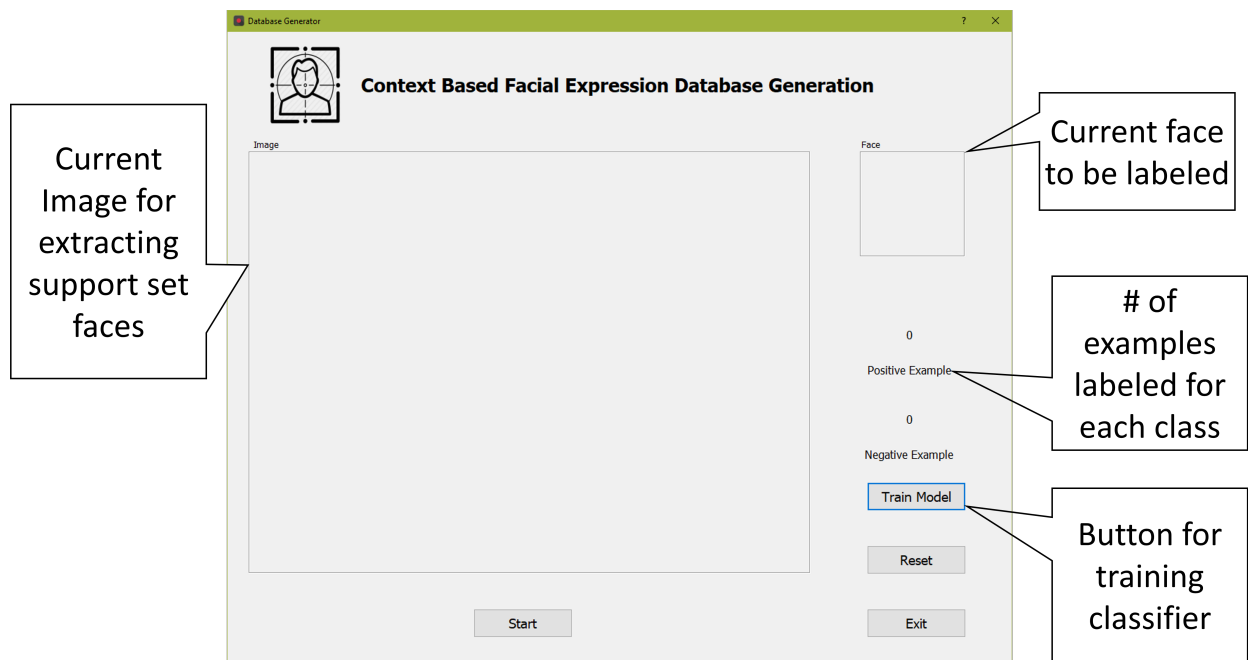 Database Generator
?
Context Based Facial Expression Database Generation
Current
Image for
extracting
support set
faces
Image
Face
Current face
to be labeled
0
Positive Example
# of
examples
labeled for
each class
0
Negative Example
Train Model
Button for
training
classifier
Reset
Start
Exit